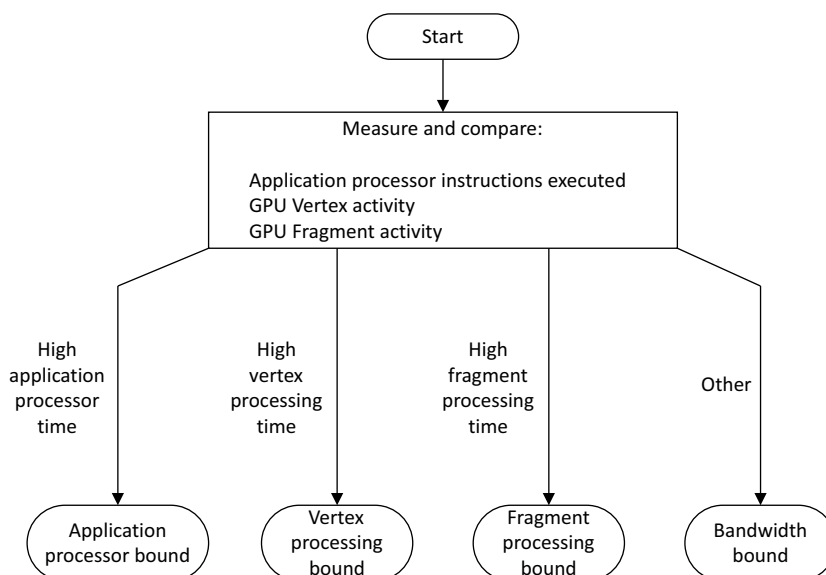 Start
Measure and compare:
Application processor instructions executed
GPU Vertex activity
GPU Fragment activity
High
application
processor
time
High
vertex
processing
time
High
fragment
processing
time
Other
Application
processor bound
Vertex
processing
bound
Fragment
processing
bound
Bandwidth
bound